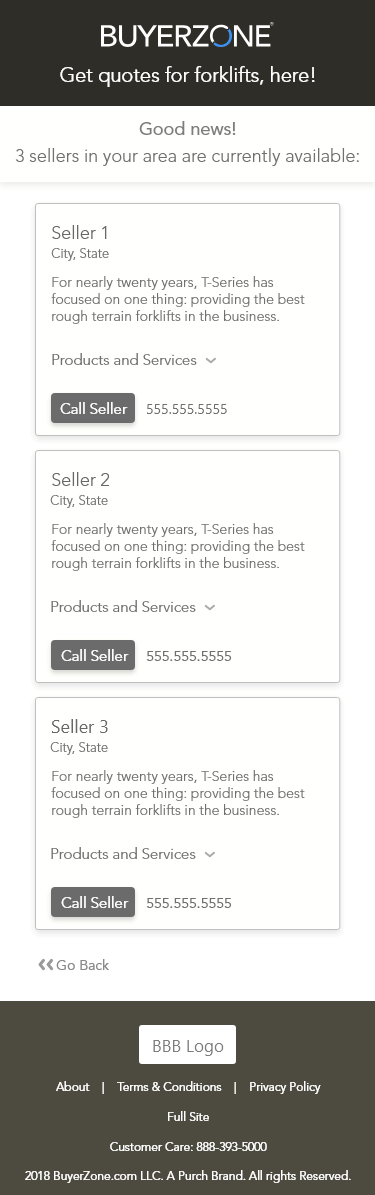 BUYERZONE®
Get quotes for forklifts, here!
Good news!
3 sellers in your area are currently available:
Seller 1
City, State
For nearly twenty years, T-Series has
focused on one thing: providing the best
rough terrain forklifts in the business.
Products and Services
Call Seller 555.555.5555
Seller 2
City, State
For nearly twenty years, T-Series has
focused on one thing: providing the best
rough terrain forklifts in the business.
Products and Services
Call Seller 555.555.5555
Seller 3
City, State
For nearly twenty years, T-Series has
focused on one thing: providing the best
rough terrain forklifts in the business.
Products and Services
Call Seller 555.555.5555
Go Back
BBB Logo
About | Terms & Conditions | Privacy Policy
Full Site
Customer Care: 888-393-5000
2018 BuyerZone.com LLC. A Purch Brand. All rights Reserved.